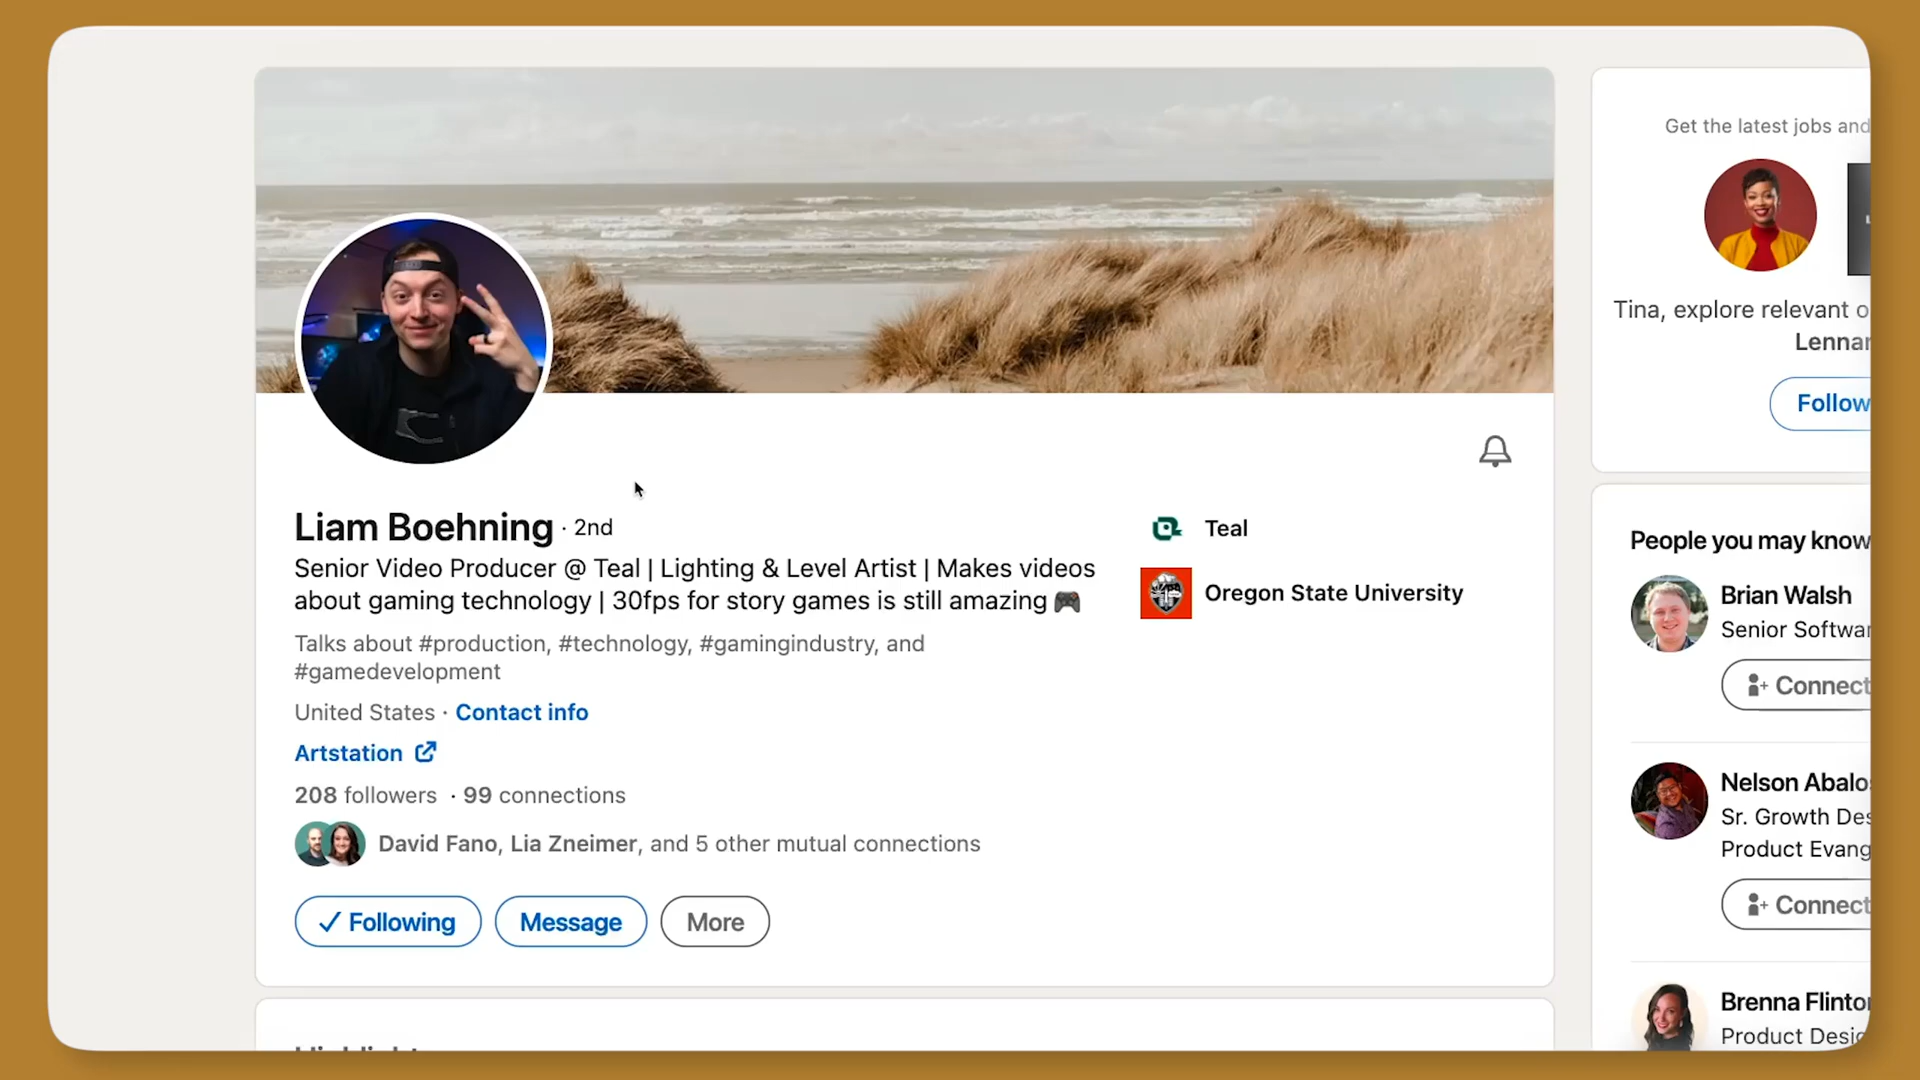 Get the latest jobs and
Tina, explore relevant o
Lennar
Follow
Liam Boehning · 2nd
Senior Video Producer @ Teal | Lighting & Level Artist | Makes videos
about gaming technology | 30fps for story games is still amazing 🎮
Talks about #production, #technology, #gamingindustry, and
#gamedevelopment
United States · Contact info
Artstation
208 followers · 99 connections
David Fano, Lia Zneimer, and 5 other mutual connections
Following
Message
More
Teal
Oregon State University
People you may know
Brian Walsh
Senior Softwar
Connect
Nelson Abalo
Sr. Growth Des
Product Evang
Connect
Brenna Flinto
Product Desig